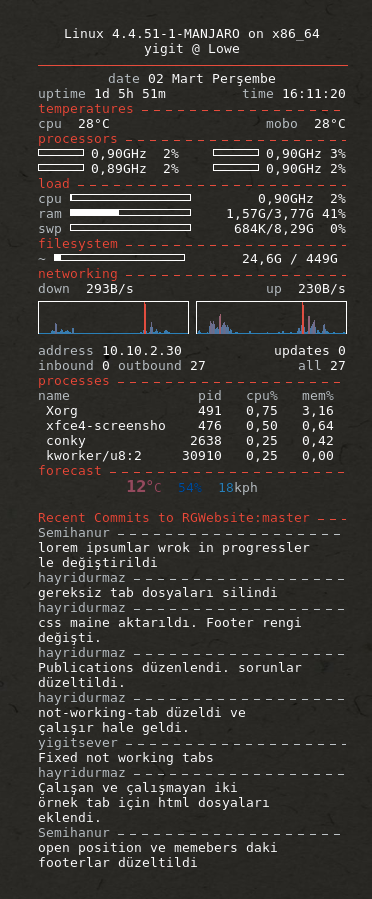 Linux 4.4.51-1-MANJARO on x86_64
yigit @ Lowe
date 02 Mart Perşembe
uptime 1d 5h 51m time 16:11:20
temperatures
cpu 28°C mobo 28°C
processors
0,90GHz 2% 0,90GHz 3%
0,89GHz 2% 0,90GHz 2%
load
cpu 0,90GHz 2%
ram 1,57G/3,77G 41%
swp 684K/8,29G 0%
filesystem
~ 24,6G / 449G
networking
down 293B/s up 230B/s
address 10.10.2.30 updates 0
inbound 0 outbound 27 all 27
processes
name pid cpu% mem%
Xorg 491 0,75 3,16
xfce4-screensho 476 0,50 0,64
conky 2638 0,25 0,42
kworker/u8:2 30910 0,25 0,00
forecast
12°C 54% 18kph
Recent Commits to RGWebsite:master
Semihanur
lorem ipsumlar wrok in progressler
le değiştirildi
hayridurmaz
gereksiz tab dosyaları silindi
hayridurmaz
css maine aktarıldı. Footer rengi
değişti.
hayridurmaz
Publications düzenlendi. sorunlar
düzeltildi.
hayridurmaz
not-working-tab düzeldi ve
çalışır hale geldi.
yigitsever
Fixed not working tabs
hayridurmaz
Çalışan ve çalışmayan iki
örnek tab için html dosyaları
eklendi.
Semihanur
open position ve memebers daki
footerlar düzeltildi